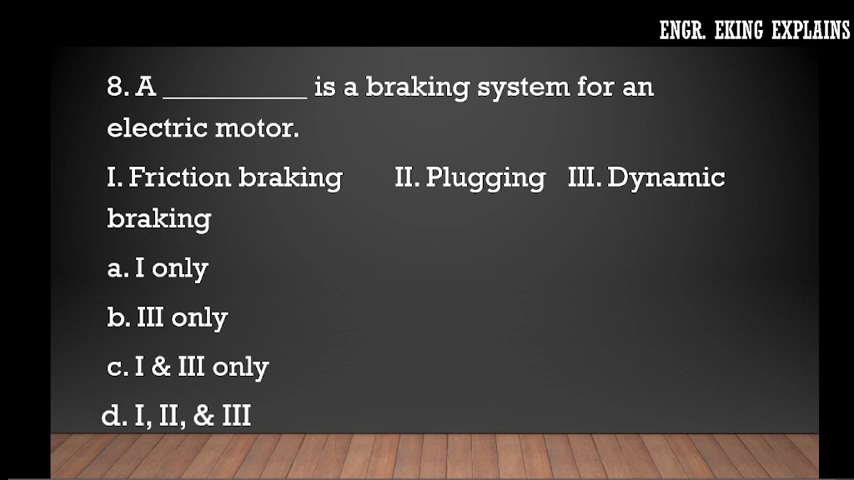 ENGR. EKING EXPLAINS
8. A __________ is a braking system for an
electric motor.
I. Friction braking II. Plugging III. Dynamic
braking
a. I only
b. III only
c. I & III only
d. I, II, & III